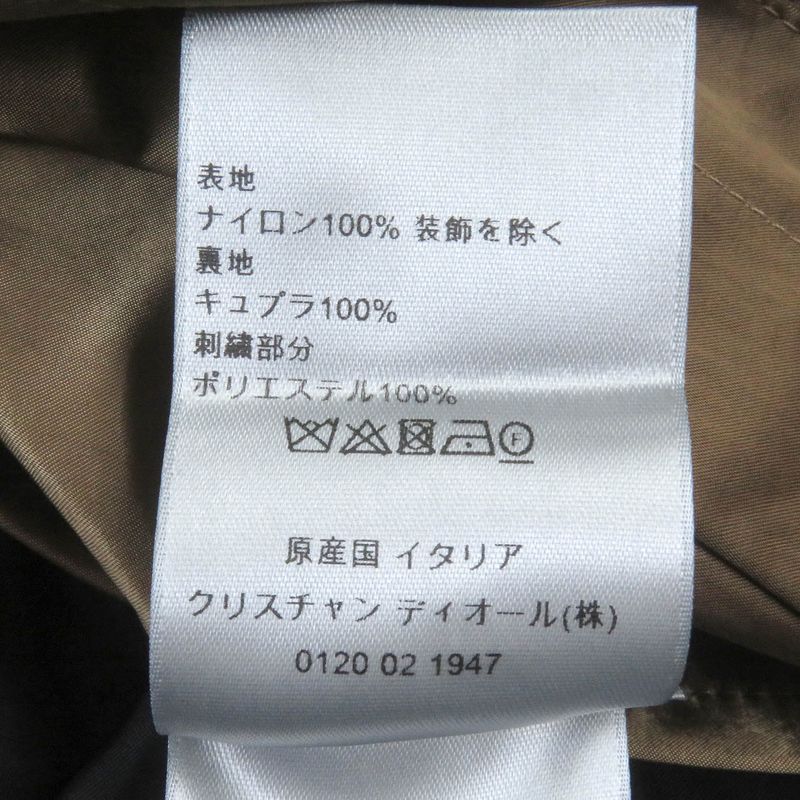 表地
ナイロン100% 装飾を除く
裏地
キュプラ100%
刺繍部分
ポリエステル100%
F
原産国 イタリア
クリスチャン ディオール(株)
0120 02 1947